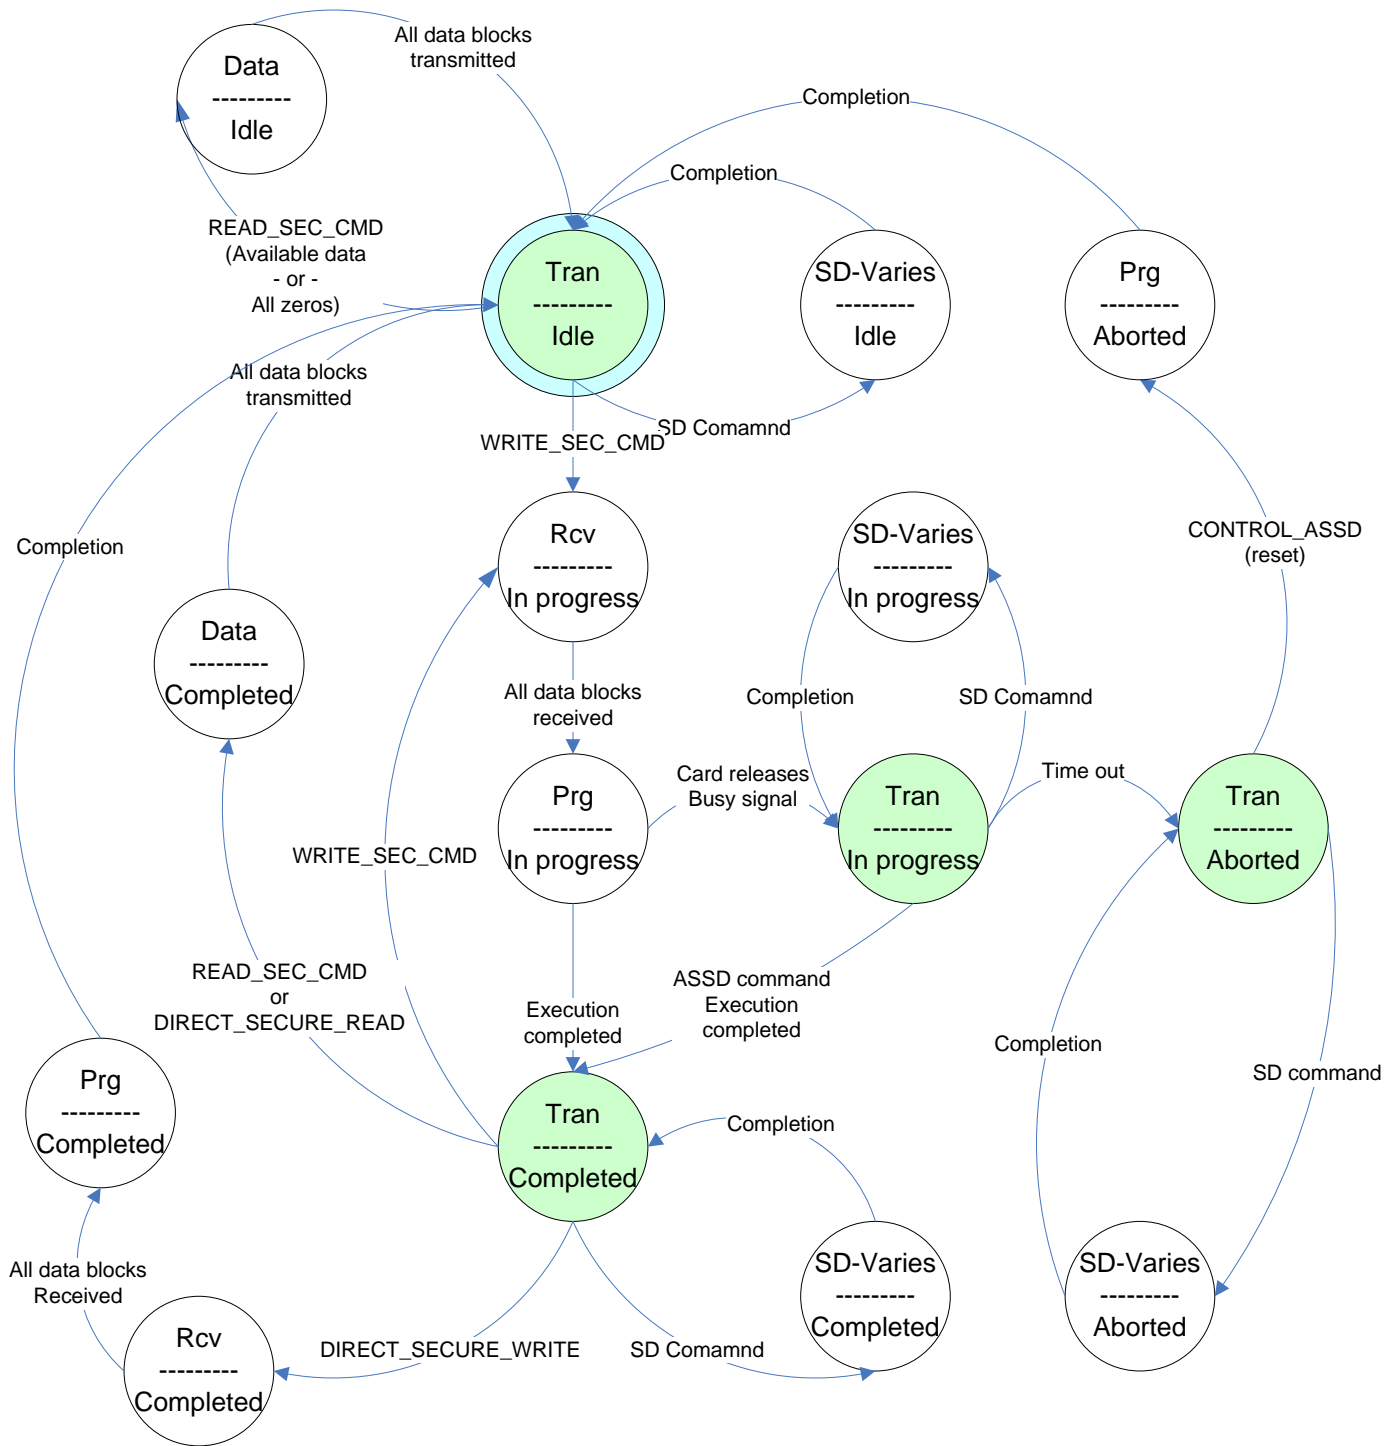 All data blocks
transmitted
Data
---------
Idle
Completion
Completion
READ_SEC_CMD
(Available data
- or -
All zeros)
Tran
---------
Idle
SD-Varies
---------
Idle
Prg
---------
Aborted
All data blocks
transmitted
SD Comamnd
WRITE_SEC_CMD
Rcv
---------
In progress
SD-Varies
---------
In progress
CONTROL_ASSD
(reset)
Completion
Data
---------
Completed
All data blocks
received
Completion
SD Comamnd
Prg
---------
In progress
Card releases
Busy signal
Tran
---------
In progress
Time out
Tran
---------
Aborted
WRITE_SEC_CMD
READ_SEC_CMD
or
DIRECT_SECURE_READ
Execution
completed
ASSD command
Execution
completed
Completion
SD command
Prg
---------
Completed
Tran
---------
Completed
Completion
All data blocks
Received
SD-Varies
---------
Completed
SD-Varies
---------
Aborted
Rcv
---------
Completed
DIRECT_SECURE_WRITE
SD Comamnd